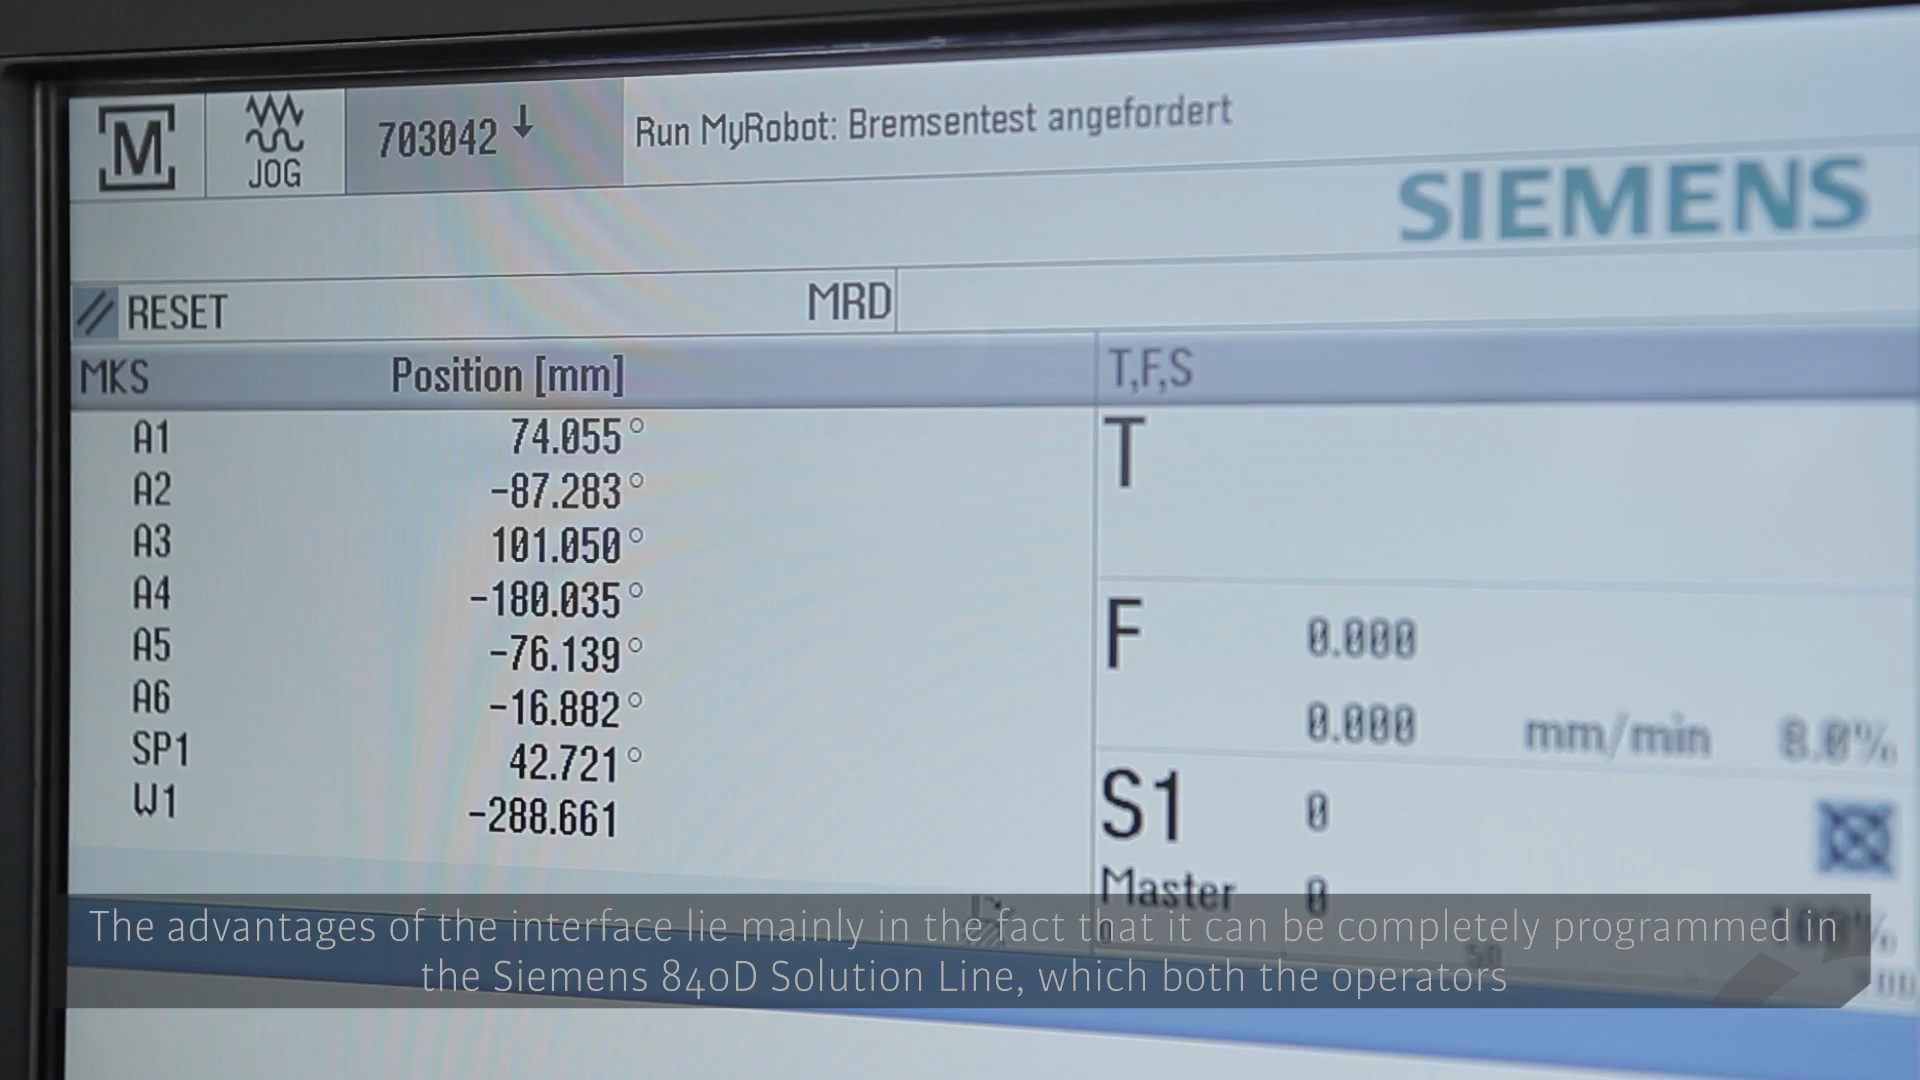 M
JOG
703042 ↓
Run MyRobot: Bremsentest angefordert
SIEMENS
RESET
MRD
MKS Position [mm]
T,F,S
A1 74.055°
A2 -87.283°
A3 101.050°
A4 -180.035°
A5 -76.139°
A6 -16.882°
SP1 42.721°
W1 -288.661
T
F 0.000
0.000 mm/min 8.0%
S1 0
Master 0
The advantages of the interface lie mainly in the fact that it can be completely programmed in
the Siemens 840D Solution Line, which both the operators